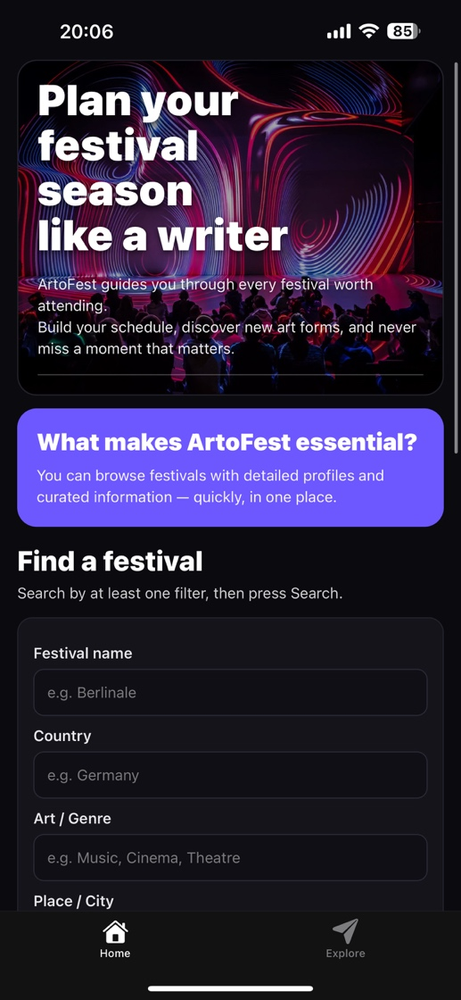 20:06
85
Plan your
festival
season
like a writer
ArtoFest guides you through every festival worth
attending.
Build your schedule, discover new art forms, and never
miss a moment that matters.
What makes ArtoFest essential?
You can browse festivals with detailed profiles and
curated information — quickly, in one place.
Find a festival
Search by at least one filter, then press Search.
Festival name
e.g. Berlinale
Country
e.g. Germany
Art / Genre
e.g. Music, Cinema, Theatre
Place / City
Home
Explore